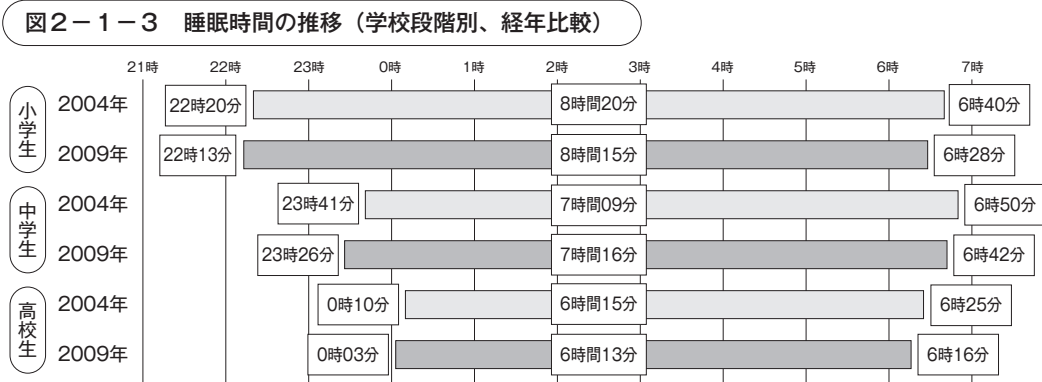 図2－1－3 睡眠時間の推移（学校段階別、経年比較）
21時 22時 23時 0時 1時 2時 3時 4時 5時 6時 7時
小学生
2004年 22時20分 8時間20分 6時40分
2009年 22時13分 8時間15分 6時28分
中学生
2004年 23時41分 7時間09分 6時50分
2009年 23時26分 7時間16分 6時42分
高校生
2004年 0時10分 6時間15分 6時25分
2009年 0時03分 6時間13分 6時16分